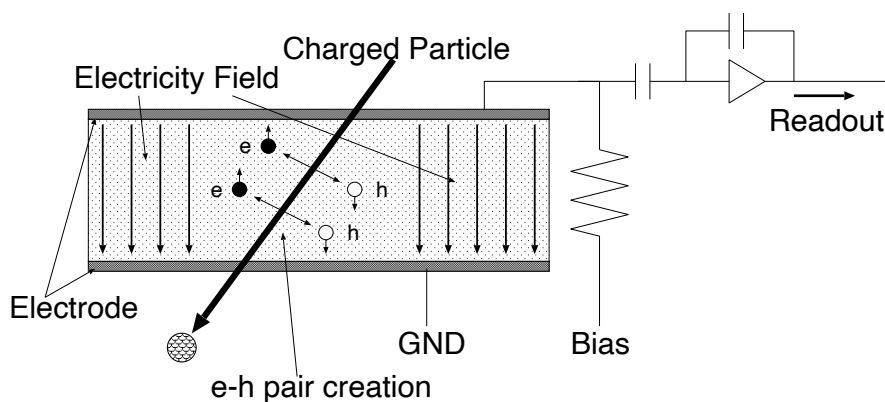 Charged Particle
Electricity Field
Readout
e
e
h
h
Electrode
GND
Bias
e-h pair creation